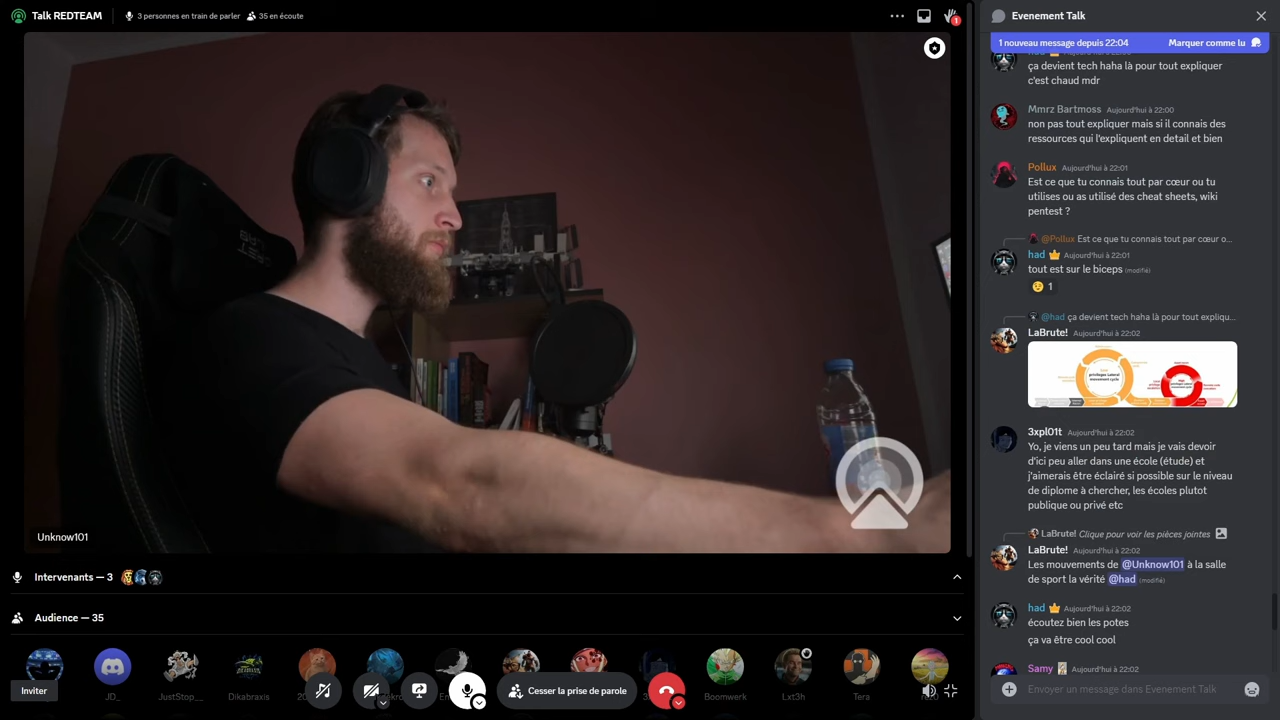 Talk REDTEAM
3 personnes en train de parler
35 en écoute
1
Unknow101
Intervenants — 3
Audience — 35
Inviter
JD_
JustStop_
Dikabraxis
Boomwerk
Lxt3h
Tera
Cesser la prise de parole
Evenement Talk
1 nouveau message depuis 22:04
Marquer comme lu
ça devient tech haha là pour tout expliquer
c'est chaud mdr
Mmrz Bartmoss Aujourd'hui à 22:00
non pas tout expliquer mais si il connais des
ressources qui l'expliquent en detail et bien
Pollux Aujourd'hui à 22:01
Est ce que tu connais tout par cœur ou tu
utilises ou as utilisé des cheat sheets, wiki
pentest ?
@Pollux Est ce que tu connais tout par cœur o...
had Aujourd'hui à 22:01
tout est sur le biceps (modifié)
1
@had ça devient tech haha là pour tout expliqu...
LaBrute! Aujourd'hui à 22:02
3xpl01t Aujourd'hui à 22:02
Yo, je viens un peu tard mais je vais devoir
d'ici peu aller dans une école (étude) et
j'aimerais être éclairé si possible sur le niveau
de diplome à chercher, les écoles plutot
publique ou privé etc
LaBrute! Clique pour voir les pièces jointes
LaBrute! Aujourd'hui à 22:02
Les mouvements de @Unknow101 à la salle
de sport la vérité @had (modifié)
had Aujourd'hui à 22:02
écoutez bien les potes
ça va être cool cool
Samy Aujourd'hui à 22:02
Envoyer un message dans Evenement Talk